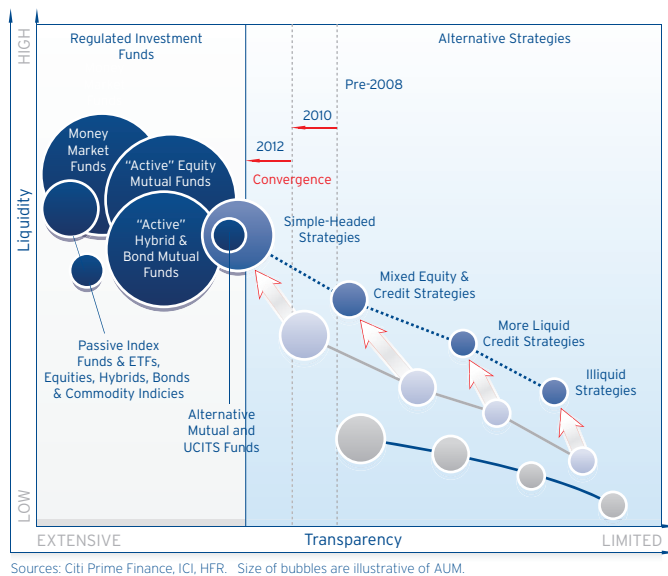 HIGH
Regulated Investment
Funds
Alternative Strategies
Pre-2008
2010
2012
Convergence
Money
Market
Funds
"Active" Equity
Mutual Funds
"Active"
Hybrid &
Bond Mutual
Funds
Liquidity
Simple-Headed
Strategies
Mixed Equity &
Credit Strategies
More Liquid
Credit Strategies
Illiquid
Strategies
Passive Index
Funds & ETFs,
Equities, Hybrids, Bonds
& Commodity Indicies
Alternative
Mutual and
UCITS Funds
LOW
EXTENSIVE
Transparency
LIMITED
Sources: Citi Prime Finance, ICI, HFR. Size of bubbles are illustrative of AUM.